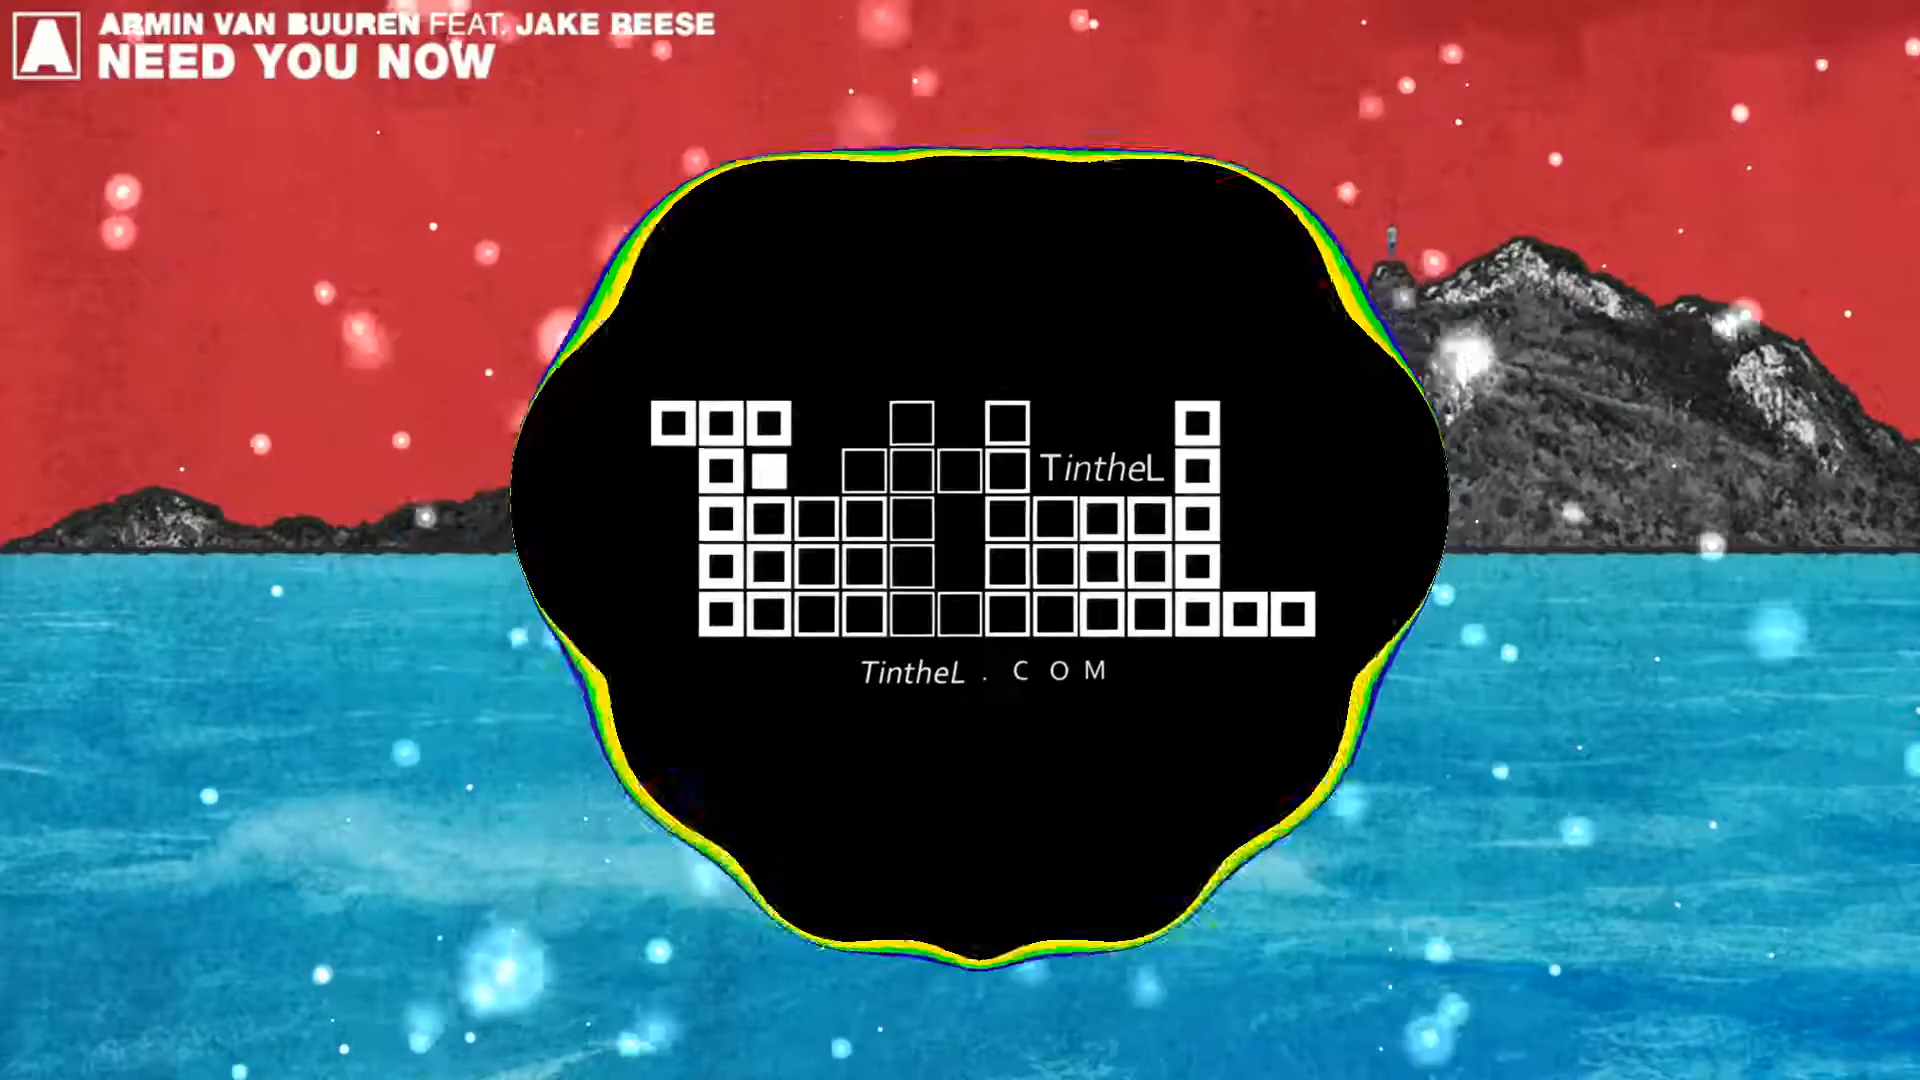 A
ARMIN VAN BUUREN FEAT. JAKE REESE
NEED YOU NOW
TintheL
TintheL . COM